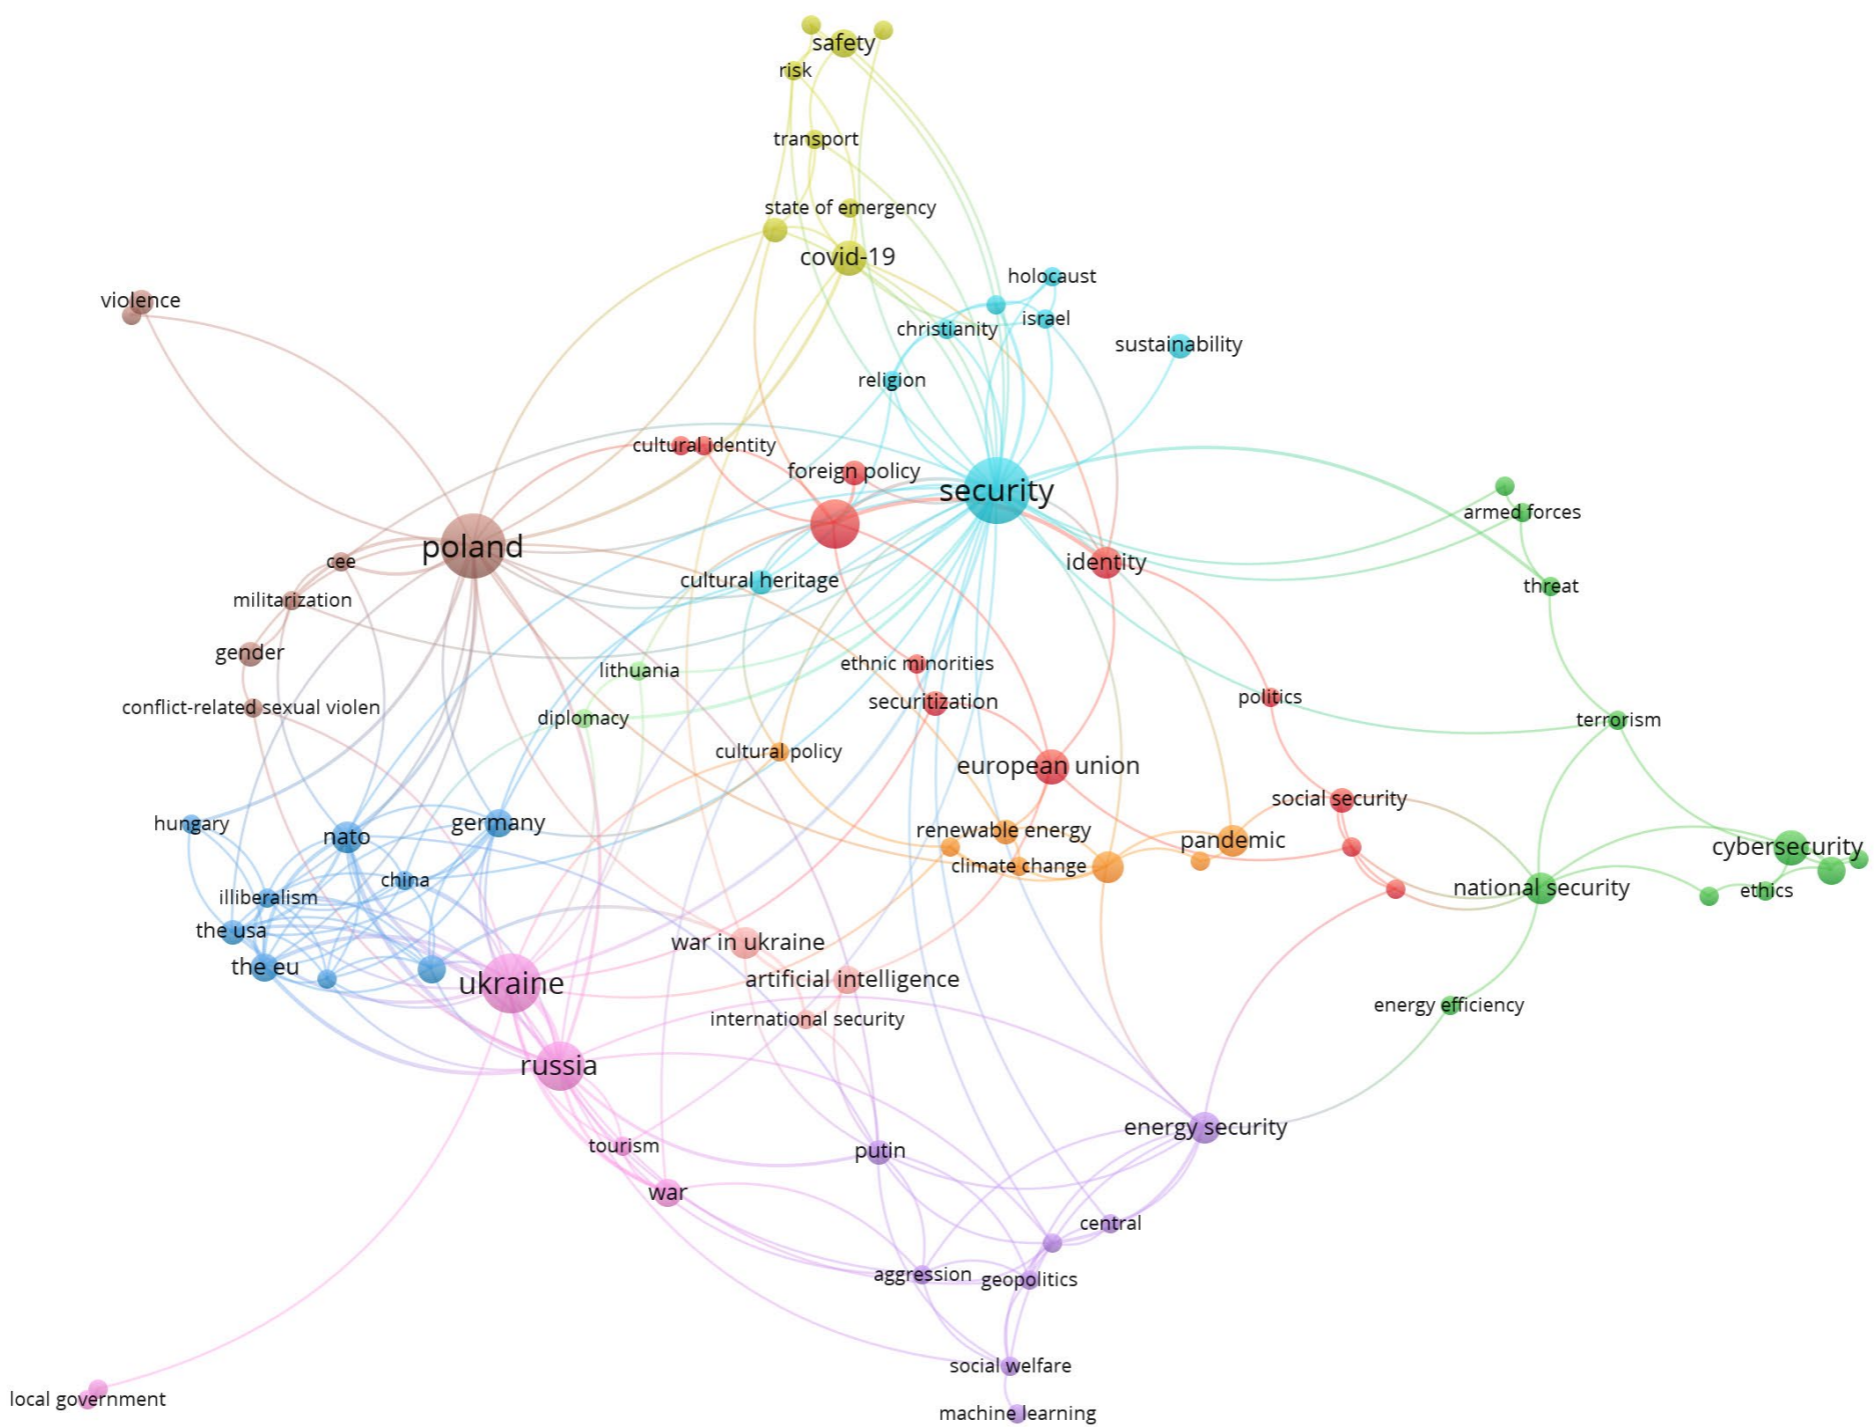 safety
risk
transport
state of emergency
covid-19
holocaust
violence
israel
christianity
sustainability
religion
cultural identity
foreign policy
security
armed forces
poland
cee
identity
cultural heritage
threat
militarization
gender
ethnic minorities
lithuania
securitization
politics
conflict-related sexual violen
diplomacy
terrorism
cultural policy
european union
social security
hungary
germany
nato
renewable energy
pandemic
cybersecurity
climate change
china
national security
ethics
illiberalism
the usa
war in ukraine
the eu
ukraine
artificial intelligence
energy efficiency
international security
russia
energy security
tourism
putin
war
central
aggression
geopolitics
social welfare
local government
machine learning